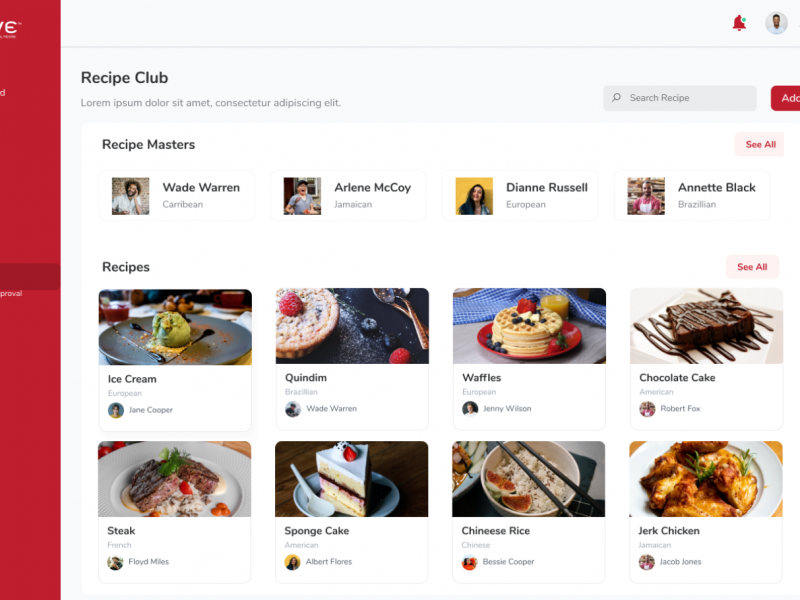 Recipe Club
Lorem ipsum dolor sit amet, consectetur adipiscing elit.
Search Recipe
Add
Recipe Masters
See All
Wade Warren
Carribean
Arlene McCoy
Jamaican
Dianne Russell
European
Annette Black
Brazillian
Recipes
See All
Ice Cream
European
Jane Cooper
Quindim
Brazillian
Wade Warren
Waffles
European
Jenny Wilson
Chocolate Cake
American
Robert Fox
Steak
French
Floyd Miles
Sponge Cake
American
Albert Flores
Chineese Rice
Chinese
Bessie Cooper
Jerk Chicken
Jamaican
Jacob Jones
proval